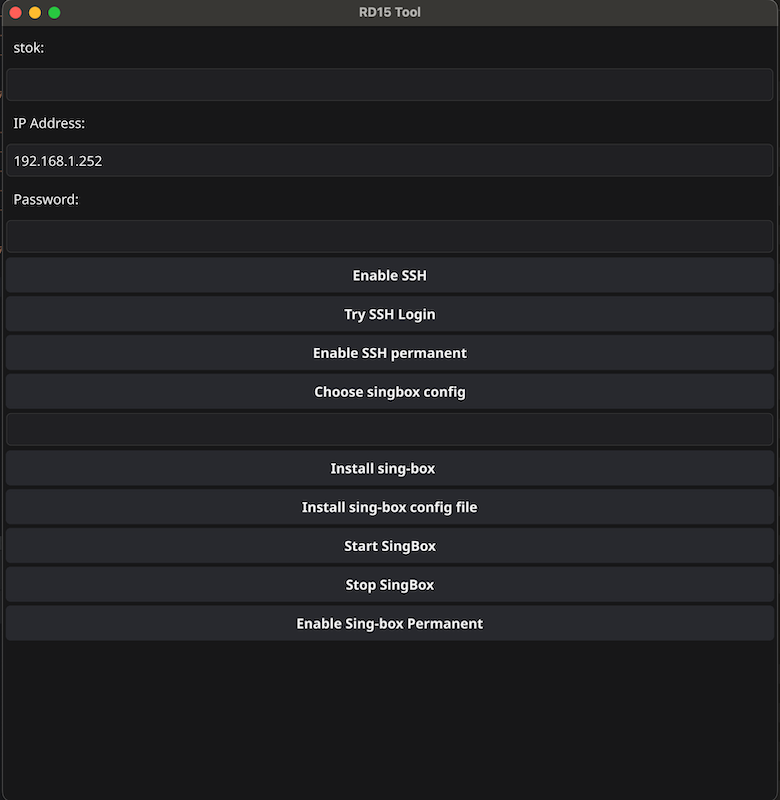 RD15 Tool
stok:
IP Address:
192.168.1.252
Password:
Enable SSH
Try SSH Login
Enable SSH permanent
Choose singbox config
Install sing-box
Install sing-box config file
Start SingBox
Stop SingBox
Enable Sing-box Permanent